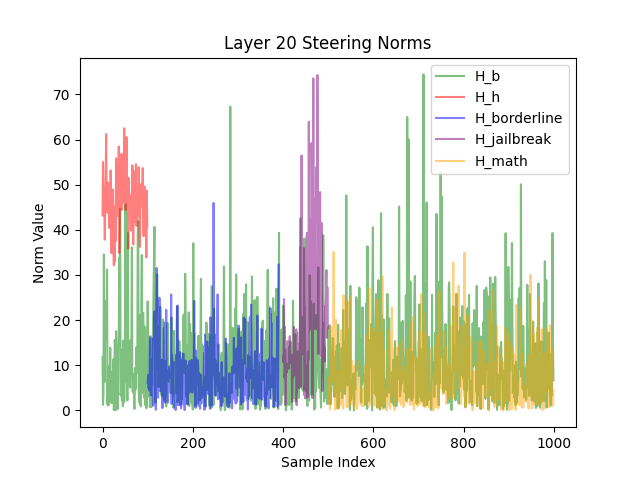 Layer 20 Steering Norms
H_b
H_h
H_borderline
H_jailbreak
H_math
Norm Value
70
60
50
40
30
20
10
0
0 200 400 600 800 1000
Sample Index